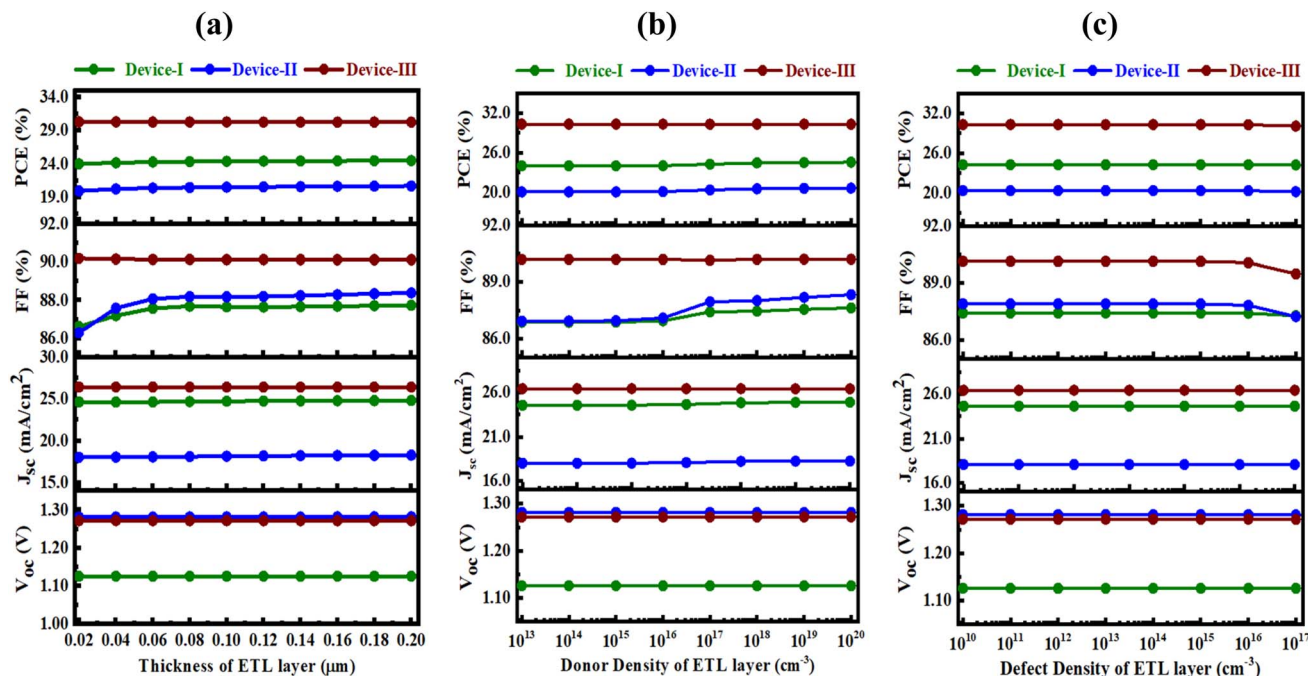 (a)
Device-I Device-II Device-III
PCE (%)
34.0
29.0
24.0
19.0
92.0
FF (%)
90.0
88.0
86.0
30.0
Jsc (mA/cm2)
25.0
20.0
15.0
Voc (V)
1.30
1.20
1.10
1.00
0.02 0.04 0.06 0.08 0.10 0.12 0.14 0.16 0.18 0.20
Thickness of ETL layer (μm)
(b)
Device-I Device-II Device-III
PCE (%)
32.0
26.0
20.0
92.0
FF (%)
89.0
86.0
Jsc (mA/cm2)
26.0
21.0
16.0
Voc (V)
1.30
1.20
1.10
10^13 10^14 10^15 10^16 10^17 10^18 10^19 10^20
Donor Density of ETL layer (cm-3)
(c)
Device-I Device-II Device-III
PCE (%)
32.0
26.0
20.0
92.0
FF (%)
89.0
86.0
Jsc (mA/cm2)
26.0
21.0
16.0
Voc (V)
1.30
1.20
1.10
10^10 10^11 10^12 10^13 10^14 10^15 10^16 10^17
Defect Density of ETL layer (cm-3)